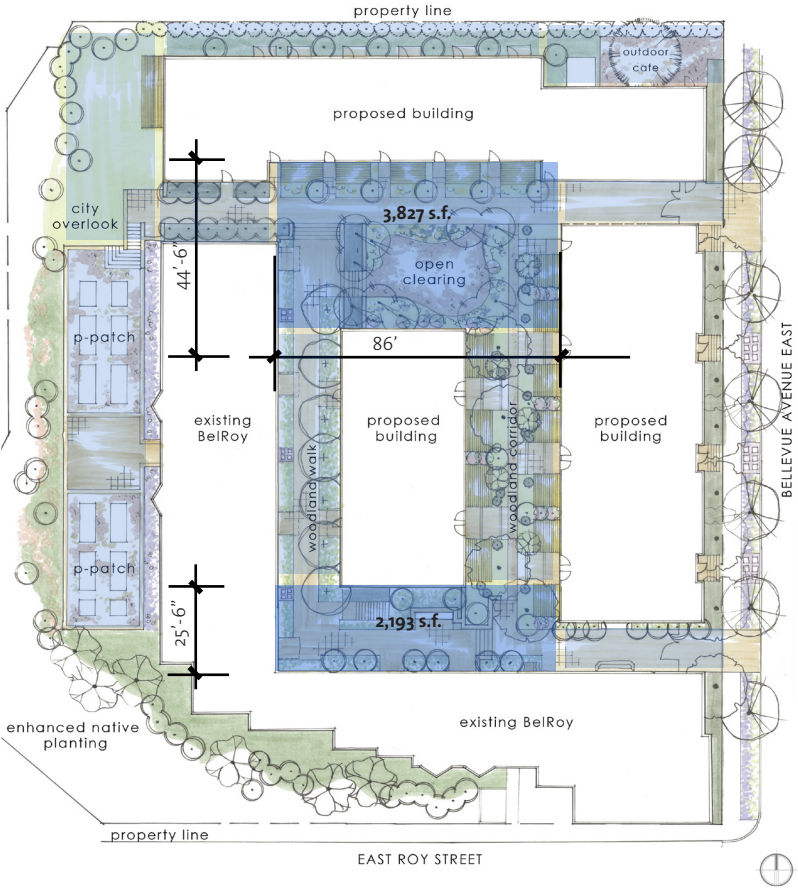 property line
outdoor
cafe
proposed building
city
overlook
3,827 s.f.
44'-6"
open
clearing
p-patch
86'
existing
BelRoy
proposed
building
proposed
building
woodland walk
woodland corridor
BELLEVUE AVENUE EAST
p-patch
25'-6"
2,193 s.f.
enhanced native
planting
existing BelRoy
property line
EAST ROY STREET